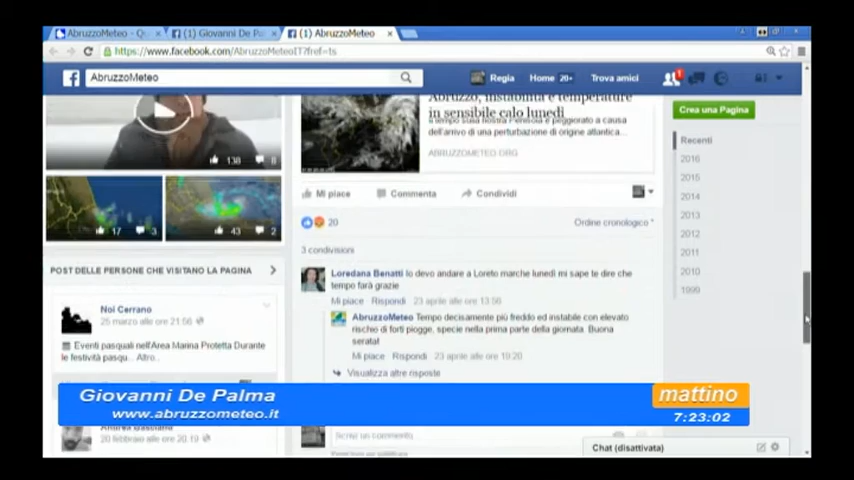 AbruzzoMeteo - Q
(1) Giovanni De Pa
(1) AbruzzoMeteo
https://www.facebook.com/AbruzzoMeteoIT?fref=ts
AbruzzoMeteo
Regia
Home 20+
Trova amici
1
138
8
17
3
43
2
POST DELLE PERSONE CHE VISITANO LA PAGINA
Noi Cerrano
25 marzo alle ore 21:56
Eventi pasquali nell'Area Marina Protetta Durante
le festività pasqu... Altro...
20 febbraio alle ore 20.19
Abruzzo, instabilità e temperature
in sensibile calo lunedì
Il tempo sulla nostra Penisola è peggiorato a causa
dell'arrivo di una perturbazione di origine atlantica...
ABRUZZOMETEO.ORG
Mi piace
Commenta
Condividi
20
Ordine cronologico
3 condivisioni
Loredana Benatti Io devo andare a Loreto marche lunedì mi sape te dire che
tempo farà grazie
Mi piace Rispondi 23 aprile alle ore 13:56
AbruzzoMeteo Tempo decisamente più freddo ed instabile con elevato
rischio di forti piogge, specie nella prima parte della giornata. Buona
serata!
Mi piace Rispondi 23 aprile alle ore 19:20
Visualizza altre risposte
Scrivi un commento
Crea una Pagina
Recenti
2016
2015
2014
2013
2012
2011
2010
1999
Giovanni De Palma
www.abruzzometeo.it
mattino
7:23:02
Chat (disattivata)